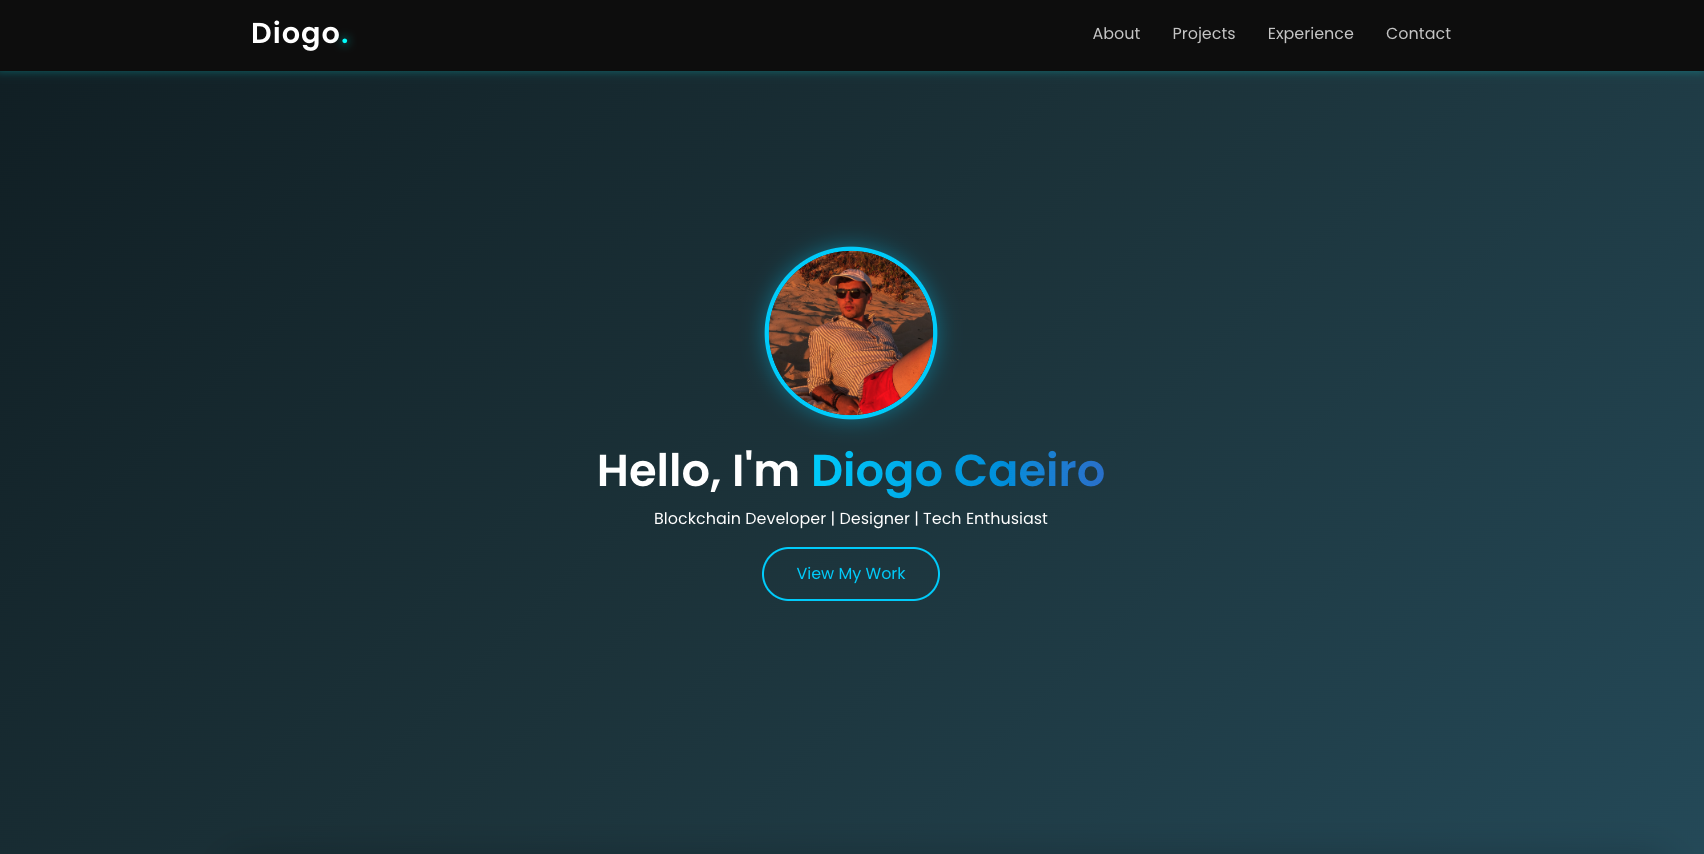 Diogo.
About Projects Experience Contact
Hello, I'm Diogo Caeiro
Blockchain Developer | Designer | Tech Enthusiast
View My Work